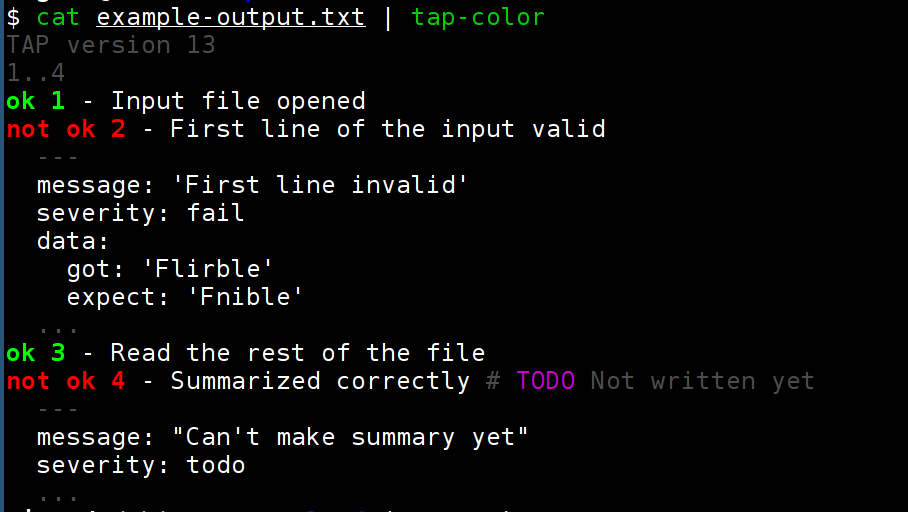 $ cat example-output.txt | tap-color
TAP version 13
1..4
ok 1 - Input file opened
not ok 2 - First line of the input valid
  ---
  message: 'First line invalid'
  severity: fail
  data:
    got: 'Flirble'
    expect: 'Fnible'
  ...
ok 3 - Read the rest of the file
not ok 4 - Summarized correctly # TODO Not written yet
  ---
  message: "Can't make summary yet"
  severity: todo
  ...